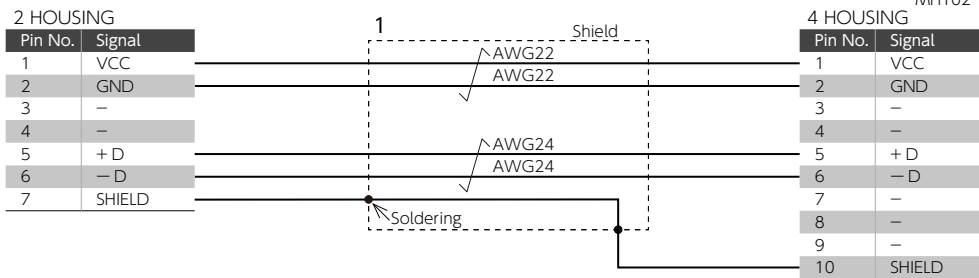 2 HOUSING
Pin No. Signal
1 VCC
2 GND
3 −
4 −
5 + D
6 − D
7 SHIELD
1
Shield
AWG22
AWG22
AWG24
AWG24
Soldering
4 HOUSING
Pin No. Signal
1 VCC
2 GND
3 −
4 −
5 + D
6 − D
7 −
8 −
9 −
10 SHIELD